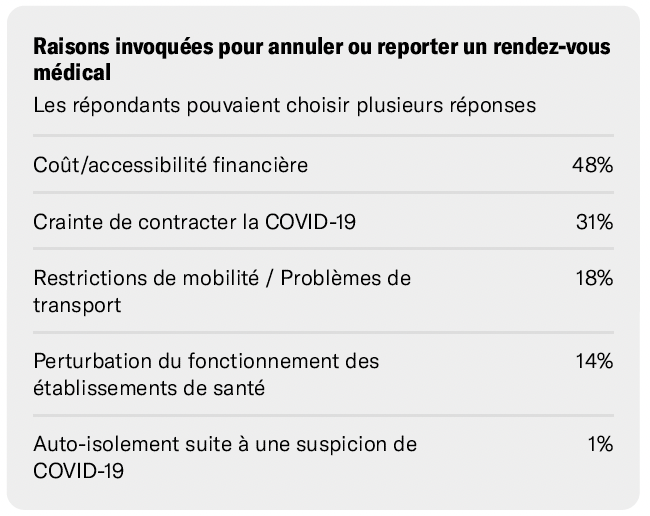 Raisons invoquées pour annuler ou reporter un rendez-vous
médical
Les répondants pouvaient choisir plusieurs réponses
Coût/accessibilité financière 48%
Crainte de contracter la COVID-19 31%
Restrictions de mobilité / Problèmes de 18%
transport
Perturbation du fonctionnement des 14%
établissements de santé
Auto-isolement suite à une suspicion de 1%
COVID-19